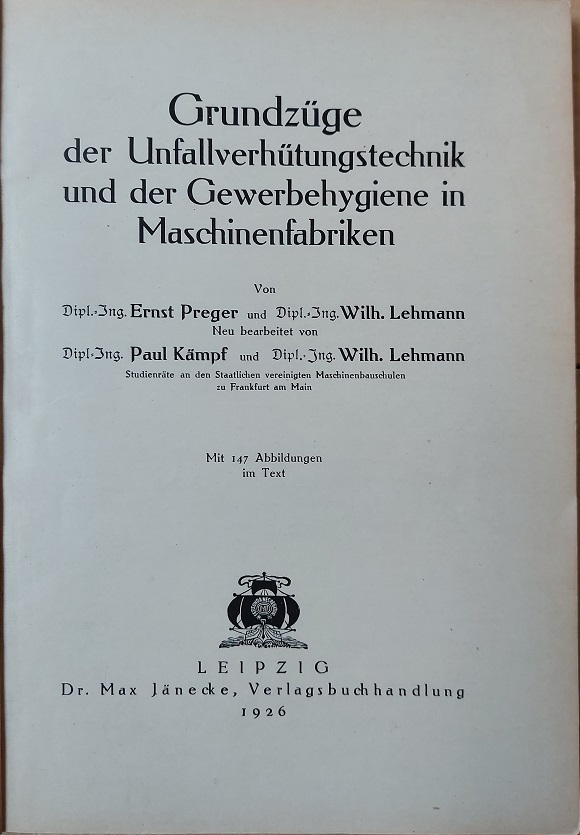 Grundzüge
der Unfallverhütungstechnik
und der Gewerbehygiene in
Maschinenfabriken
Von
Dipl.-Ing. Ernst Preger und Dipl.-Ing. Wilh. Lehmann
Neu bearbeitet von
Dipl.-Ing. Paul Kämpf und Dipl.-Ing. Wilh. Lehmann
Studienräte an den Staatlichen vereinigten Maschinenbauschulen
zu Frankfurt am Main
Mit 147 Abbildungen
im Text
LEIPZIG
Dr. Max Jänecke, Verlagsbuchhandlung
1926